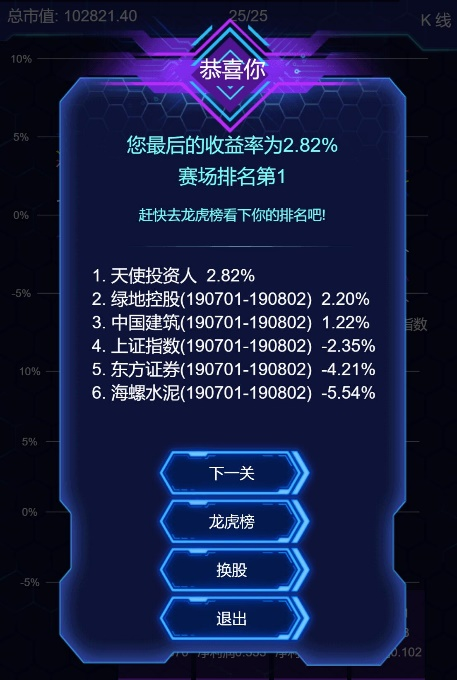 总市值: 102821.40
25/25
K 线
10%
恭喜你
5%
您最后的收益率为2.82%
赛场排名第1
0%
赶快去龙虎榜看下你的排名吧!
1. 天使投资人 2.82%
-5%
2. 绿地控股(190701-190802) 2.20%
3. 中国建筑(190701-190802) 1.22%
指数
4. 上证指数(190701-190802) -2.35%
10%
5. 东方证券(190701-190802) -4.21%
6. 海螺水泥(190701-190802) -5.54%
5%
下一关
0%
龙虎榜
换股
-5%
退出